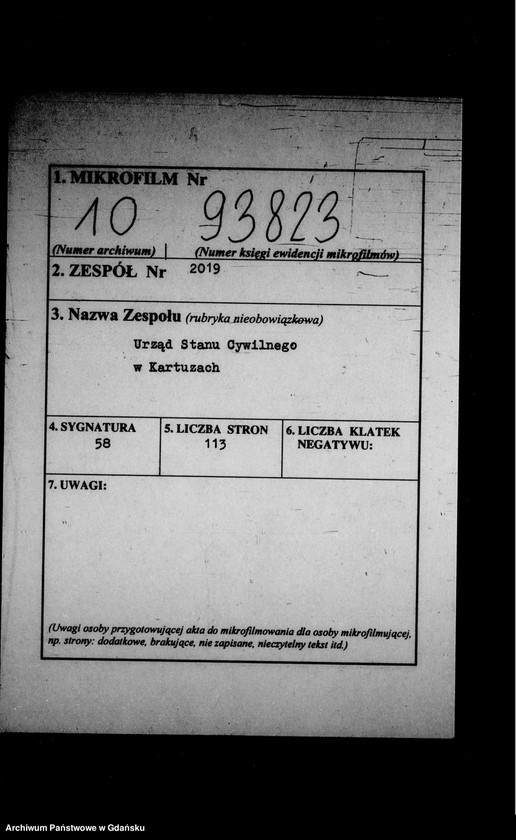 1. MIKROFILM Nr
10 93823
(Numer archiwum) (Numer księgi ewidencji mikrofilmów)
2. ZESPÓŁ Nr 2019
3. Nazwa Zespołu (rubryka nieobowiązkowa)
Urząd Stanu Cywilnego
w Kartuzach
4. SYGNATURA 5. LICZBA STRON 6. LICZBA KLATEK
58 113 NEGATYWU:
7. UWAGI:
(Uwagi osoby przygotowującej akta do mikrofilmowania dla osoby mikrofilmującej,
np. strony: dodatkowe, brakujące, nie zapisane, nieczytelny tekst itd.)
Archiwum Państwowe w Gdańsku